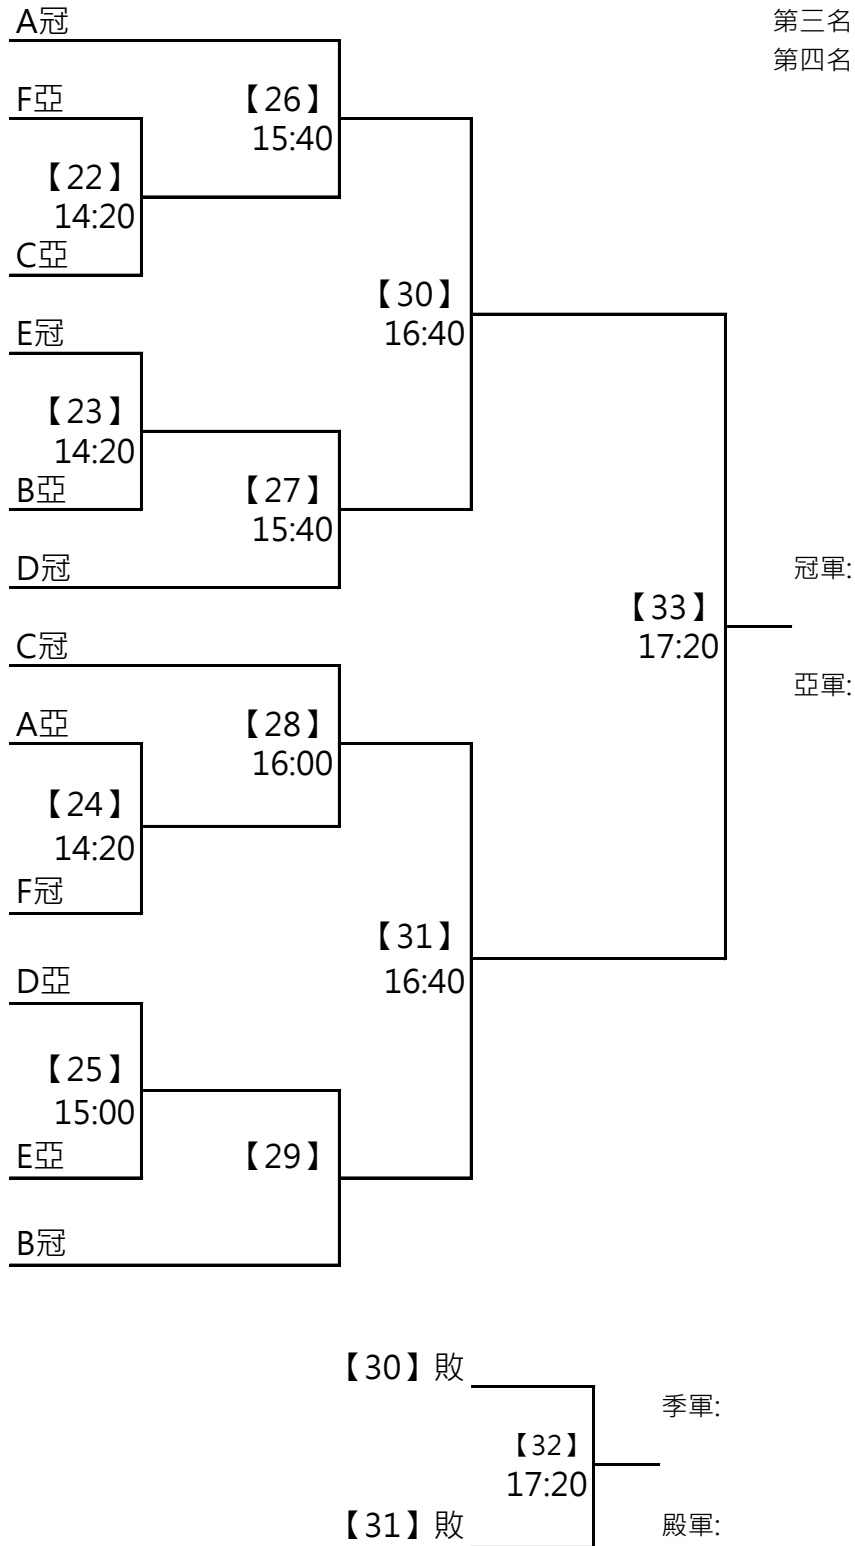 A冠
第三名
第四名
F亞
【26】
15:40
【22】
14:20
C亞
【30】
16:40
E冠
【23】
14:20
B亞
【27】
15:40
D冠
冠軍:
【33】
17:20
C冠
亞軍:
A亞
【28】
16:00
【24】
14:20
F冠
【31】
16:40
D亞
【25】
15:00
E亞
【29】
B冠
【30】敗
季軍:
【32】
17:20
【31】敗
殿軍: